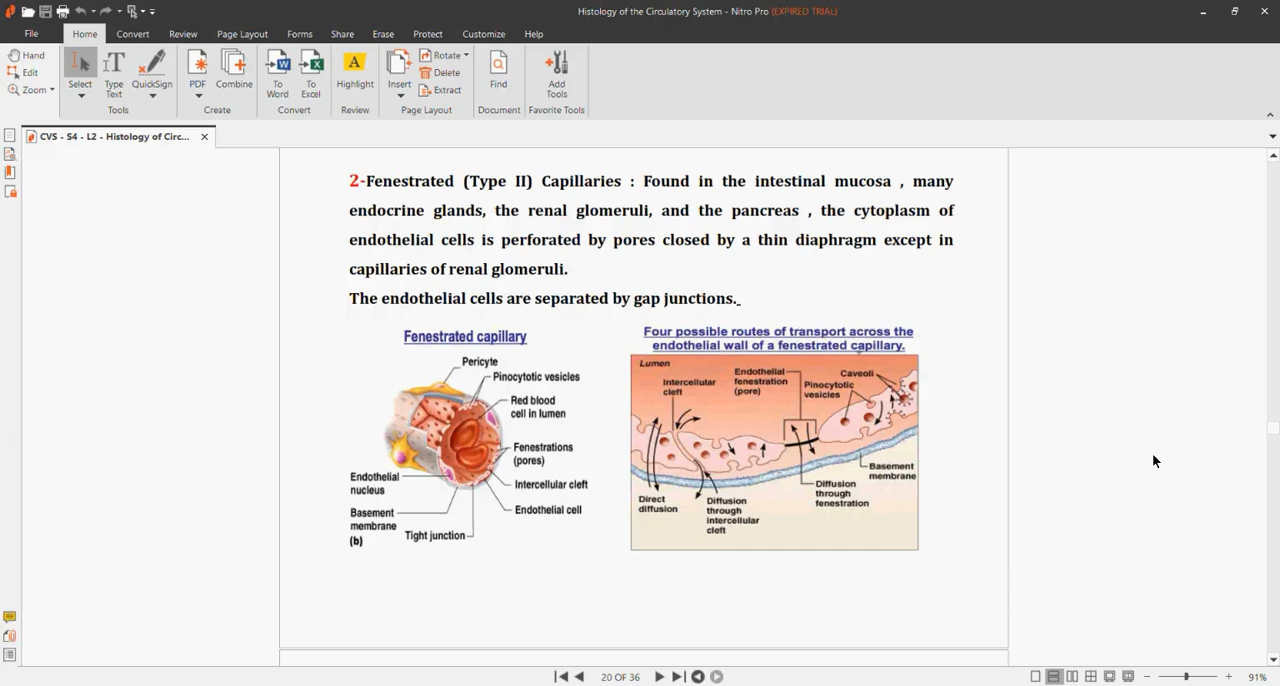 Histology of the Circulatory System - Nitro Pro (EXPIRED TRIAL)
File Home Convert Review Page Layout Forms Share Erase Protect Customize Help
Hand
Edit
Zoom
Select
Type Text
QuickSign
Tools
PDF
Combine
Create
To Word
To Excel
Convert
Highlight
Review
Insert
Rotate
Delete
Extract
Page Layout
Find
Document
Add Tools
Favorite Tools
CVS - S4 - L2 - Histology of Circ...
2-Fenestrated (Type II) Capillaries : Found in the intestinal mucosa , many
endocrine glands, the renal glomeruli, and the pancreas , the cytoplasm of
endothelial cells is perforated by pores closed by a thin diaphragm except in
capillaries of renal glomeruli.
The endothelial cells are separated by gap junctions.
Fenestrated capillary
Pericyte
Pinocytotic vesicles
Red blood
cell in lumen
Fenestrations
(pores)
Intercellular cleft
Endothelial cell
Endothelial
nucleus
Basement
membrane
(b)
Tight junction
Four possible routes of transport across the
endothelial wall of a fenestrated capillary.
Lumen
Intercellular
cleft
Endothelial
fenestration
(pore)
Pinocytotic
vesicles
Caveoli
Basement
membrane
Direct
diffusion
Diffusion
through
intercellular
cleft
Diffusion
through
fenestration
20 OF 36
91%